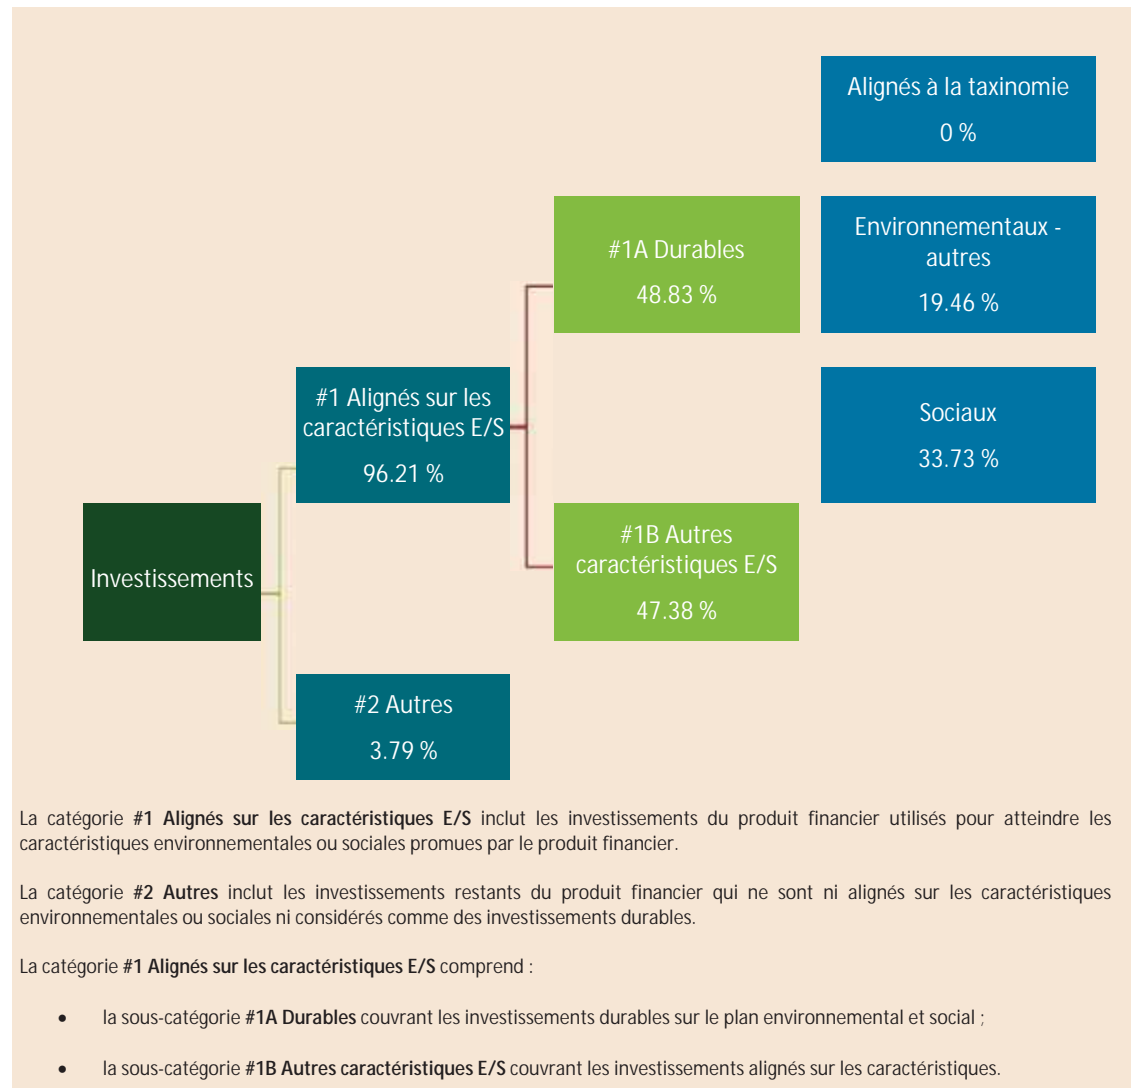 Alignés à la taxinomie
0 %
Environnementaux -
autres
19.46 %
#1A Durables
48.83 %
Sociaux
33.73 %
#1 Alignés sur les
caractéristiques E/S
96.21 %
#1B Autres
caractéristiques E/S
47.38 %
Investissements
#2 Autres
3.79 %
La catégorie #1 Alignés sur les caractéristiques E/S inclut les investissements du produit financier utilisés pour atteindre les
caractéristiques environnementales ou sociales promues par le produit financier.
La catégorie #2 Autres inclut les investissements restants du produit financier qui ne sont ni alignés sur les caractéristiques
environnementales ou sociales ni considérés comme des investissements durables.
La catégorie #1 Alignés sur les caractéristiques E/S comprend :
• la sous-catégorie #1A Durables couvrant les investissements durables sur le plan environnemental et social ;
• la sous-catégorie #1B Autres caractéristiques E/S couvrant les investissements alignés sur les caractéristiques.